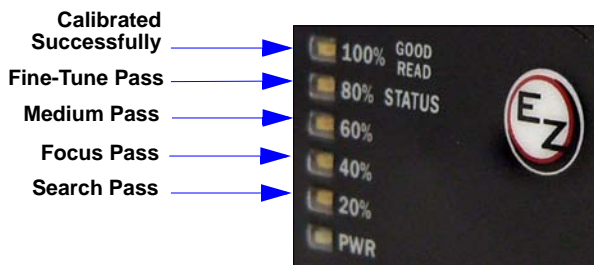 Calibrated
Successfully
Fine-Tune Pass
Medium Pass
Focus Pass
Search Pass
100% GOOD
READ
80% STATUS
60%
40%
20%
PWR
EZ